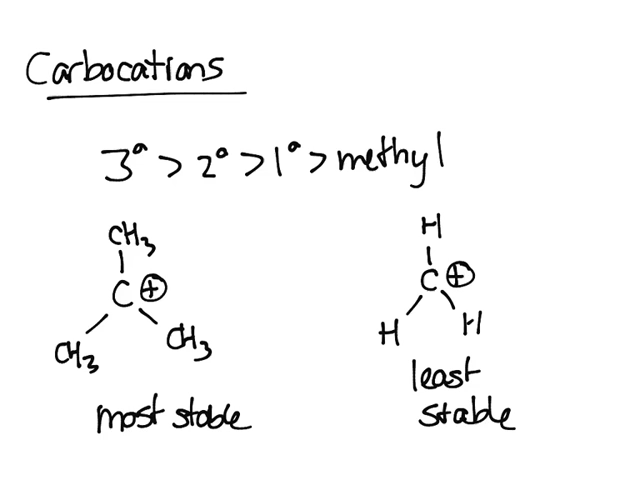 Carbocations
3° > 2° > 1° > methyl
CH3
C ⊕
CH3 CH3
most stable
H
C ⊕
H H
least
stable